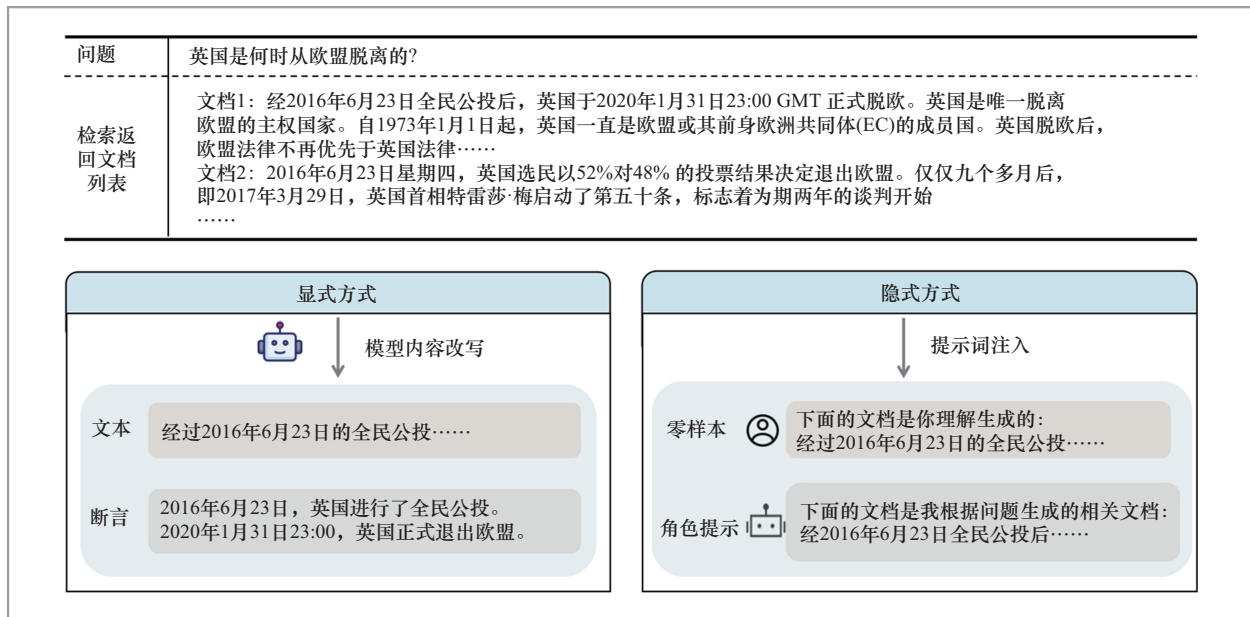 问题 英国是何时从欧盟脱离的?
检索返
回文档
列表
文档1：经2016年6月23日全民公投后，英国于2020年1月31日23:00 GMT 正式脱欧。英国是唯一脱离
欧盟的主权国家。自1973年1月1日起，英国一直是欧盟或其前身欧洲共同体(EC)的成员国。英国脱欧后，
欧盟法律不再优先于英国法律……
文档2：2016年6月23日星期四，英国选民以52%对48% 的投票结果决定退出欧盟。仅仅九个多月后，
即2017年3月29日，英国首相特雷莎·梅启动了第五十条，标志着为期两年的谈判开始
……
显式方式
模型内容改写
文本
经过2016年6月23日的全民公投……
断言
2016年6月23日，英国进行了全民公投。
2020年1月31日23:00，英国正式退出欧盟。
隐式方式
提示词注入
零样本
下面的文档是你理解生成的：
经过2016年6月23日的全民公投……
角色提示
下面的文档是我根据问题生成的相关文档：
经2016年6月23日全民公投后……